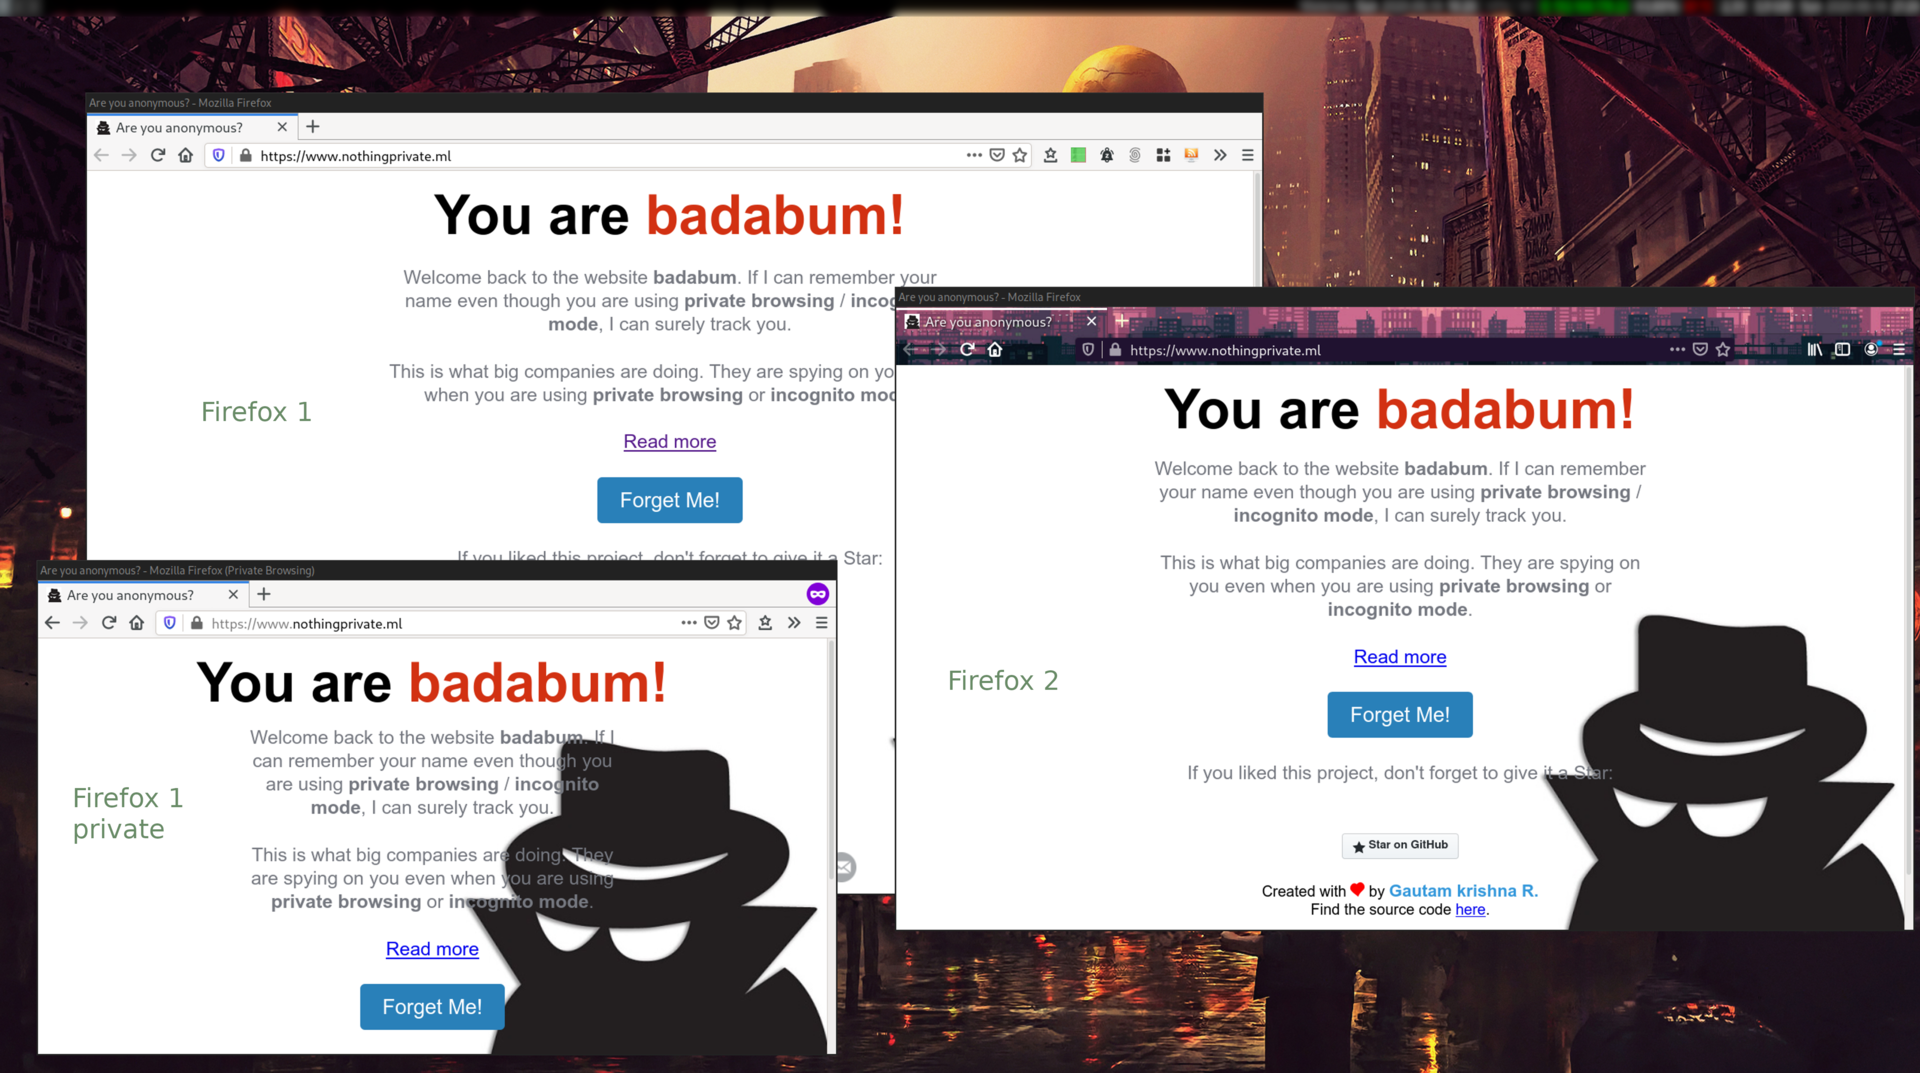 SAMMY
DAVIS
GOLDEN
Are you anonymous? - Mozilla Firefox
Are you anonymous?
https://www.nothingprivate.ml
You are badabum!
Welcome back to the website badabum. If I can remember your
name even though you are using private browsing / incog
mode, I can surely track you.
This is what big companies are doing. They are spying on yo
when you are using private browsing or incognito mod
Firefox 1
Read more
Forget Me!
If you liked this project, don't forget to give it a Star:
Are you anonymous? - Mozilla Firefox
Are you anonymous?
https://www.nothingprivate.ml
You are badabum!
Welcome back to the website badabum. If I can remember
your name even though you are using private browsing /
incognito mode, I can surely track you.
This is what big companies are doing. They are spying on
you even when you are using private browsing or
incognito mode.
Firefox 2
Read more
Forget Me!
If you liked this project, don't forget to give it a Star:
Star on GitHub
Created with by Gautam krishna R.
Find the source code here.
Are you anonymous? - Mozilla Firefox (Private Browsing)
Are you anonymous?
https://www.nothingprivate.ml
You are badabum!
Welcome back to the website badabum. If I
can remember your name even though you
are using private browsing / incognito
mode, I can surely track you.
Firefox 1
private
This is what big companies are doing. They
are spying on you even when you are using
private browsing or incognito mode.
Read more
Forget Me!